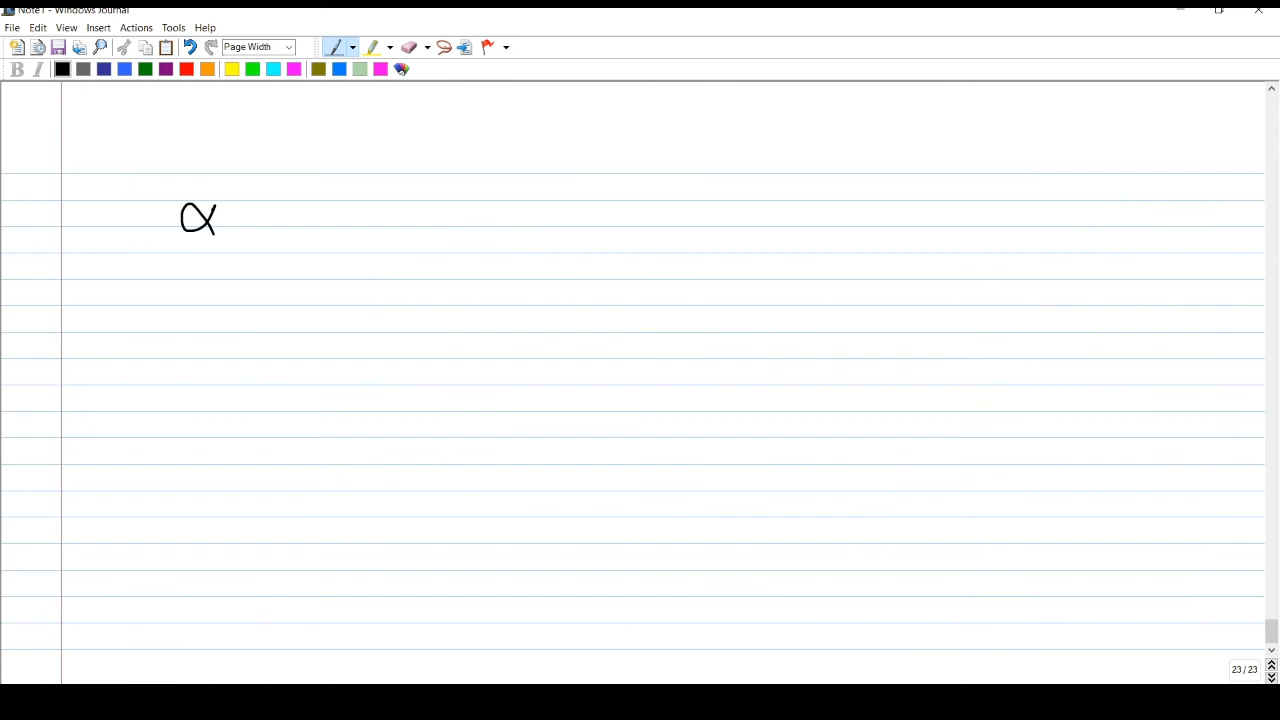 Note1 - Windows Journal
File Edit View Insert Actions Tools Help
Page Width
B I
α
23 / 23